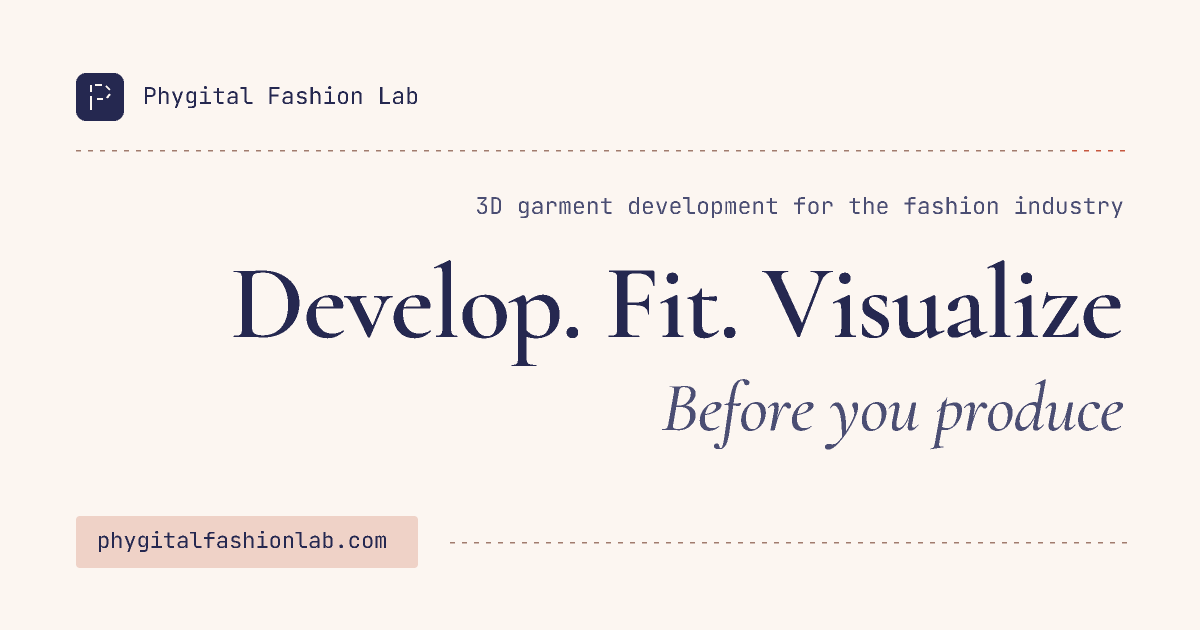 P
Phygital Fashion Lab
3D garment development for the fashion industry
Develop. Fit. Visualize
Before you produce
phygitalfashionlab.com